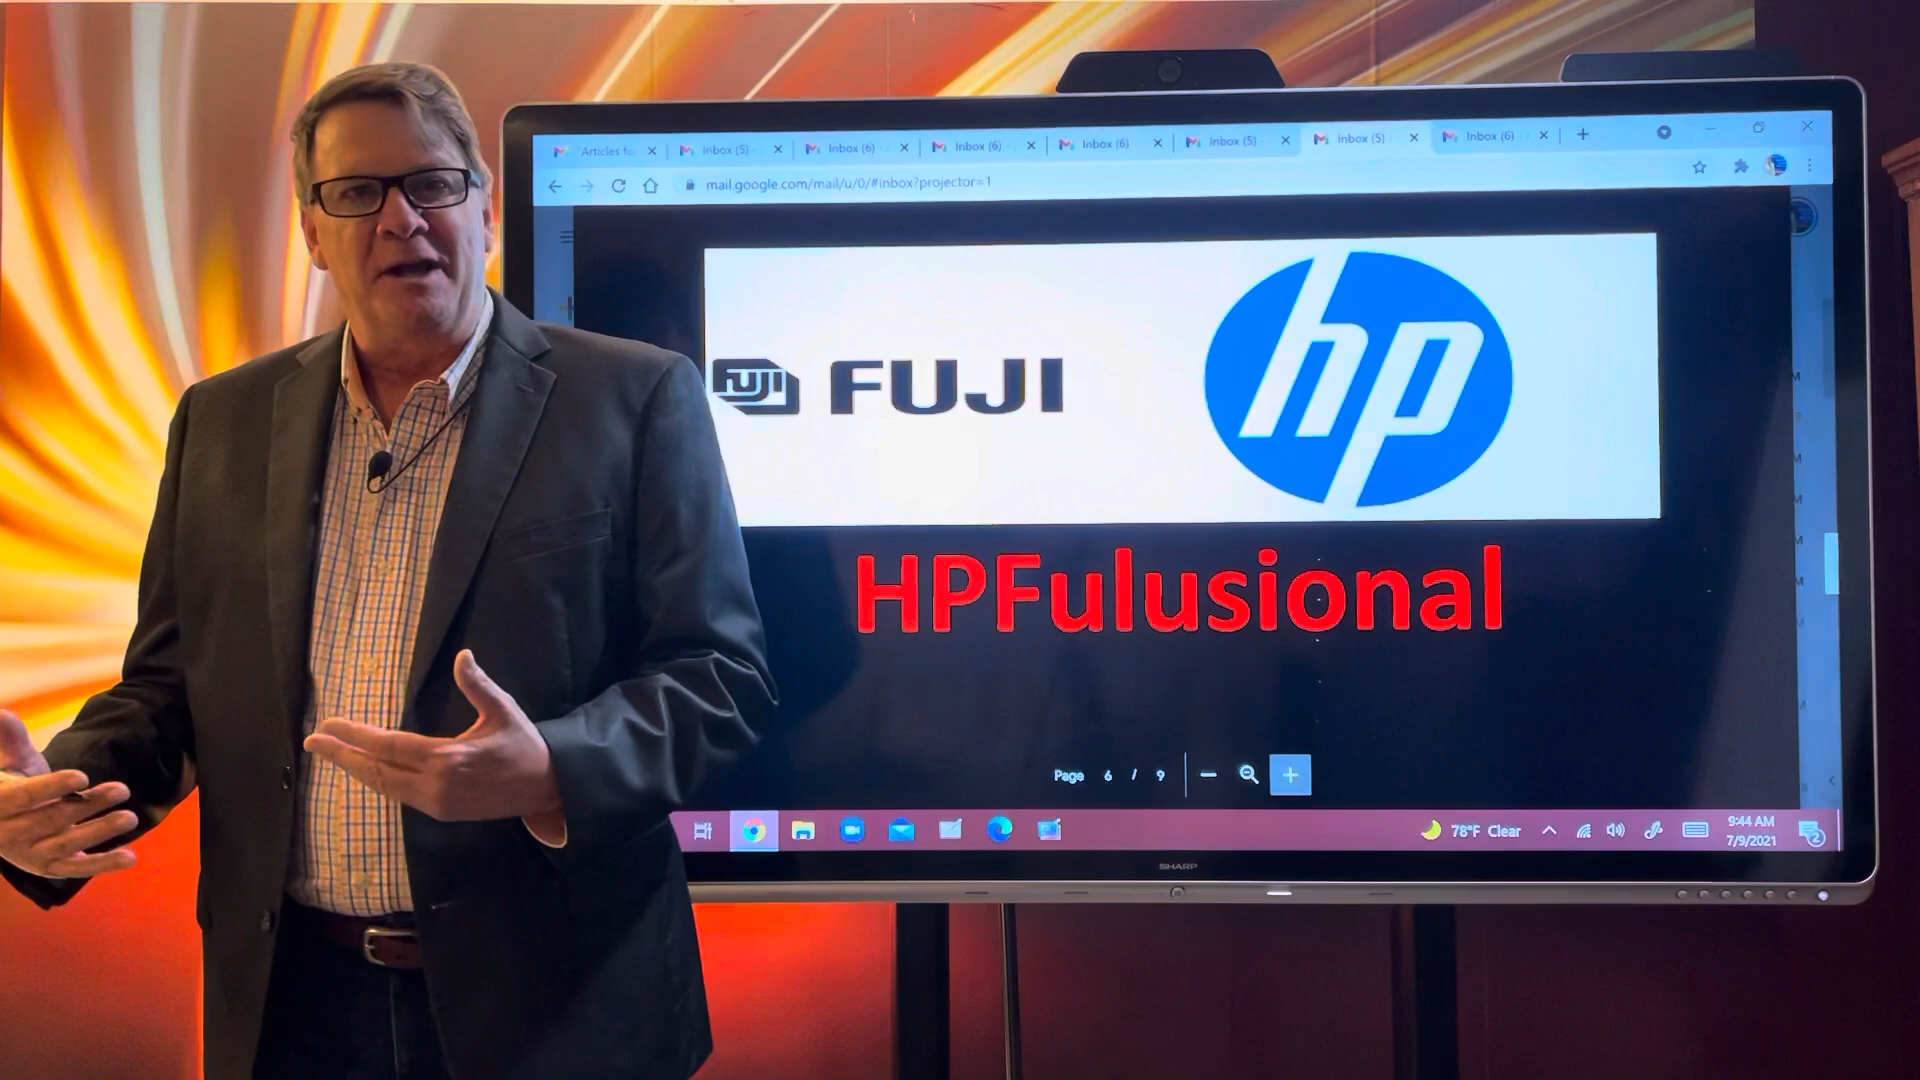 "Articles fo
Inbox (5)
Inbox (6)
Inbox (6)
Inbox (6)
Inbox (5)
Inbox (5)
Inbox (6)
mail.google.com/mail/u/0/#inbox?projector=1
FUJI FUJI
hp
HPFulusional
Page 6 / 9
78°F Clear
9:44 AM
7/9/2021
2
SHARP